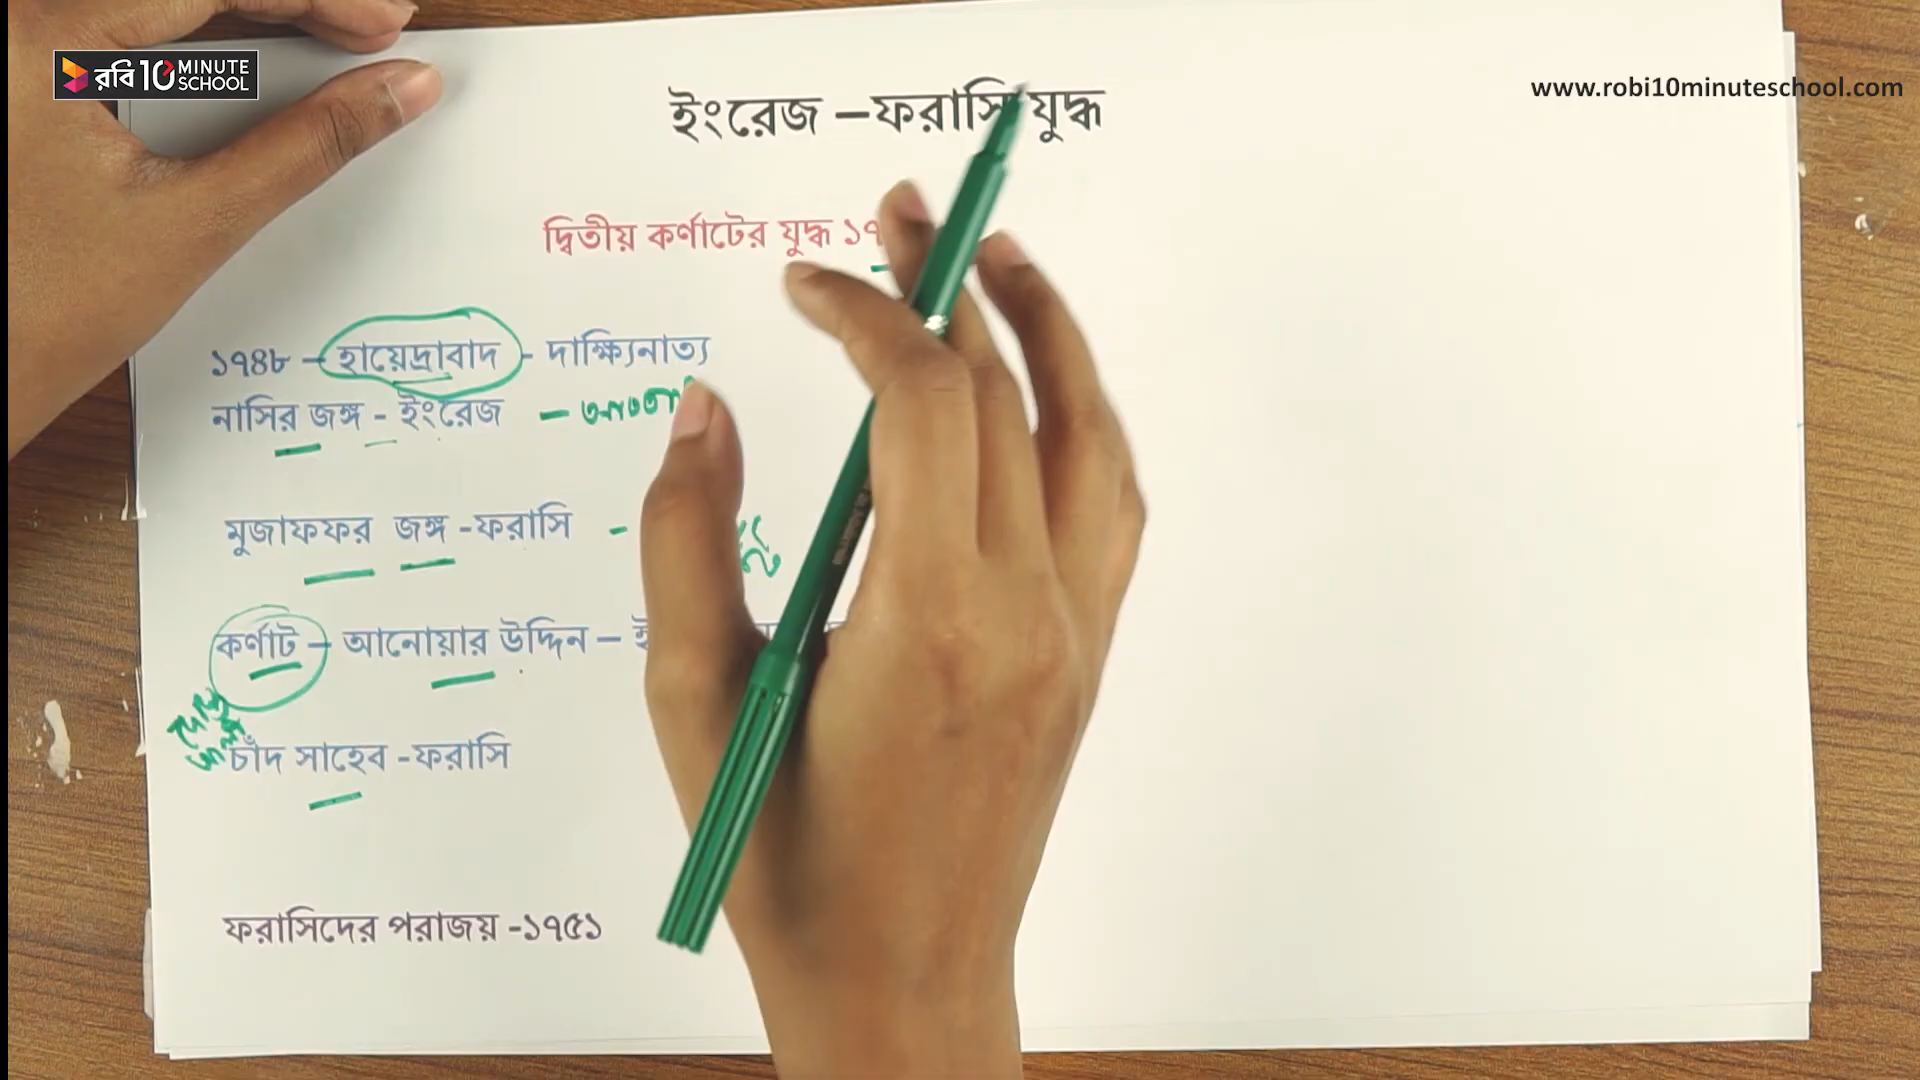 রবি 10 MINUTE SCHOOL
www.robi10minuteschool.com
ইংরেজ – ফরাসি যুদ্ধ
দ্বিতীয় কর্ণাটের যুদ্ধ ১৭
১৭৪৮ – হায়েদ্রাবাদ - দাক্ষিনাত্য
নাসির জঙ্গ - ইংরেজ –
মুজাফফর জঙ্গ -ফরাসি -
কর্ণাট – আনোয়ার উদ্দিন –
চাঁদ সাহেব -ফরাসি
ফরাসিদের পরাজয় -১৭৫১